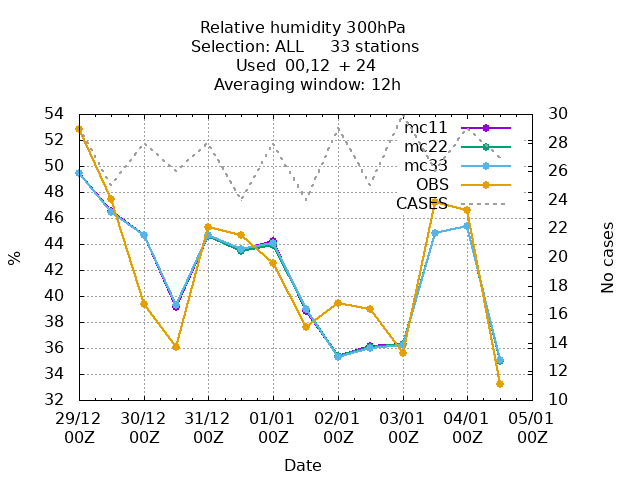 Relative humidity 300hPa
Selection: ALL 33 stations
Used 00,12 + 24
Averaging window: 12h
54 30
52 28
50 26
48 24
46 22
44 20
42 18
40 16
38 14
36 12
34 10
32
%
No cases
mc11
mc22
mc33
OBS
CASES
29/12 30/12 31/12 01/01 02/01 03/01 04/01 05/01
00Z 00Z 00Z 00Z 00Z 00Z 00Z 00Z
Date